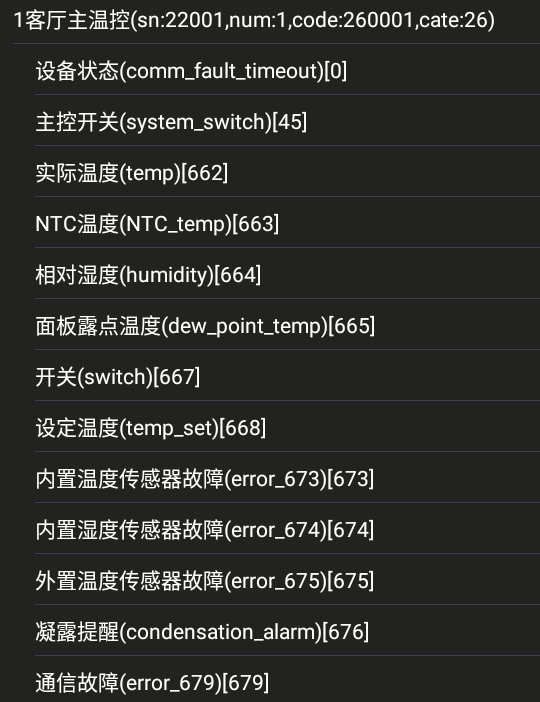 1客厅主温控(sn:22001,num:1,code:260001,cate:26)
设备状态(comm_fault_timeout)[0]
主控开关(system_switch)[45]
实际温度(temp)[662]
NTC温度(NTC_temp)[663]
相对湿度(humidity)[664]
面板露点温度(dew_point_temp)[665]
开关(switch)[667]
设定温度(temp_set)[668]
内置温度传感器故障(error_673)[673]
内置湿度传感器故障(error_674)[674]
外置温度传感器故障(error_675)[675]
凝露提醒(condensation_alarm)[676]
通信故障(error_679)[679]